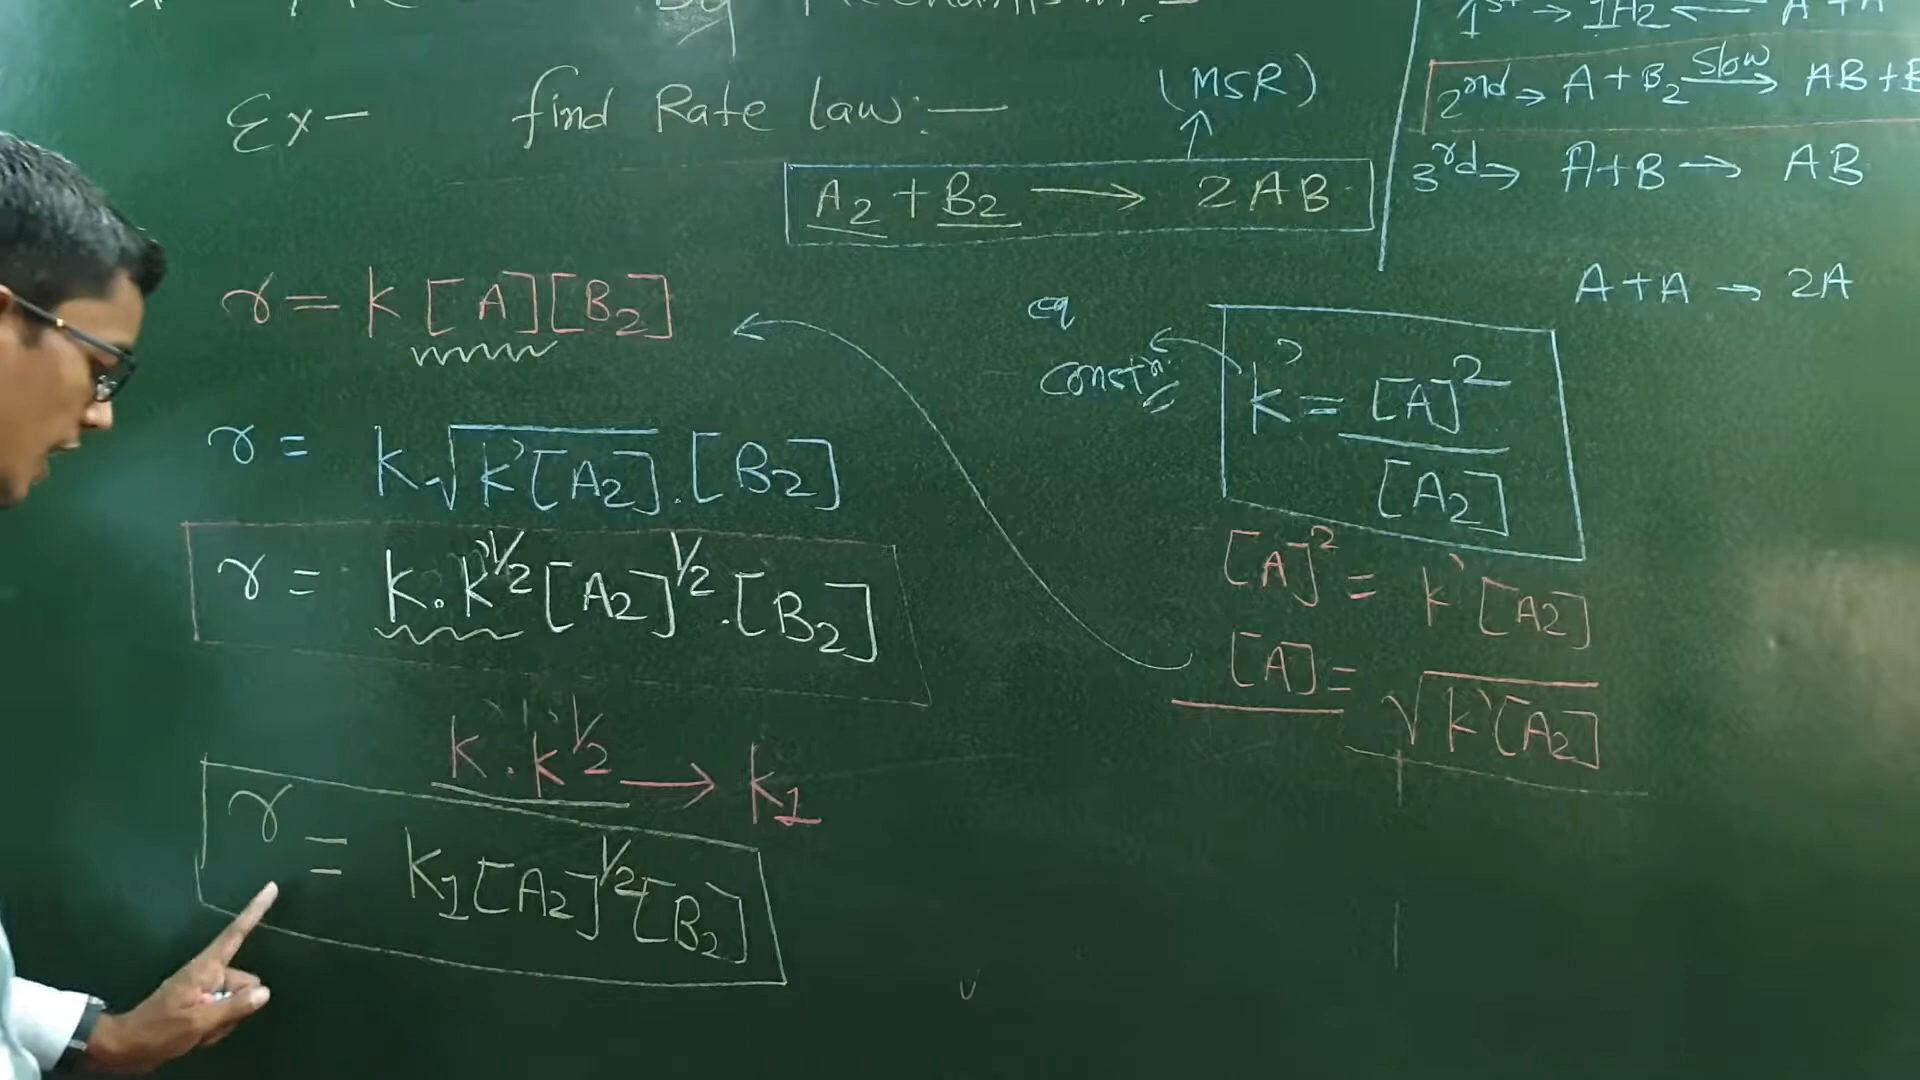 By Mechanism :-
Ex- find Rate law :-
(MSR)
A₂ + B₂ → 2AB
r = k [A][B₂]
r = k√k'[A₂] . [B₂]
r = k.k'^1/2 [A₂]^1/2 . [B₂]
k . k'^1/2 → k₁
r = k₁[A₂]^1/2 [B₂]
1st →
A + A
2nd → A + B₂ Slow→ AB + B
3rd → A + B → AB
A + A → 2A
eq
k' = [A]²
[A₂]
[A]² = k'[A₂]
[A] = √k'[A₂]